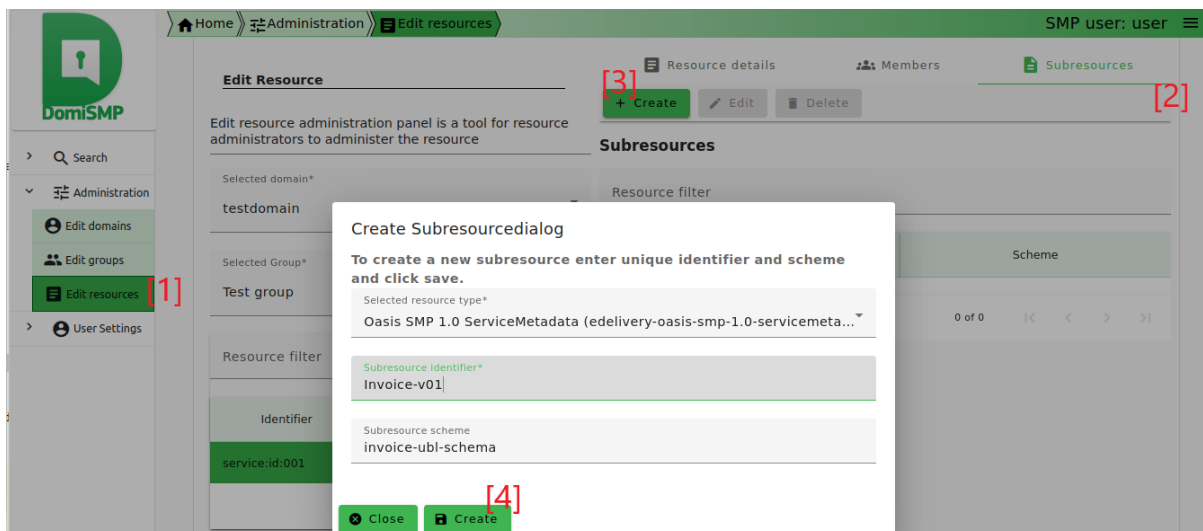 Home
Administration
Edit resources
SMP user: user
DomiSMP
Search
Administration
Edit domains
Edit groups
Edit resources
[1]
User Settings
Edit Resource
Edit resource administration panel is a tool for resource
administrators to administer the resource
Selected domain*
testdomain
Selected Group*
Test group
Resource filter
Identifier
service:id:001
Resource details
Members
Subresources
[2]
[3]
+ Create
Edit
Delete
Subresources
Resource filter
Scheme
0 of 0
Create Subresourcedialog
To create a new subresource enter unique identifier and scheme
and click save.
Selected resource type*
Oasis SMP 1.0 ServiceMetadata (edelivery-oasis-smp-1.0-servicemeta...
Subresource identifier*
Invoice-v01
Subresource scheme
invoice-ubl-schema
[4]
Close
Create